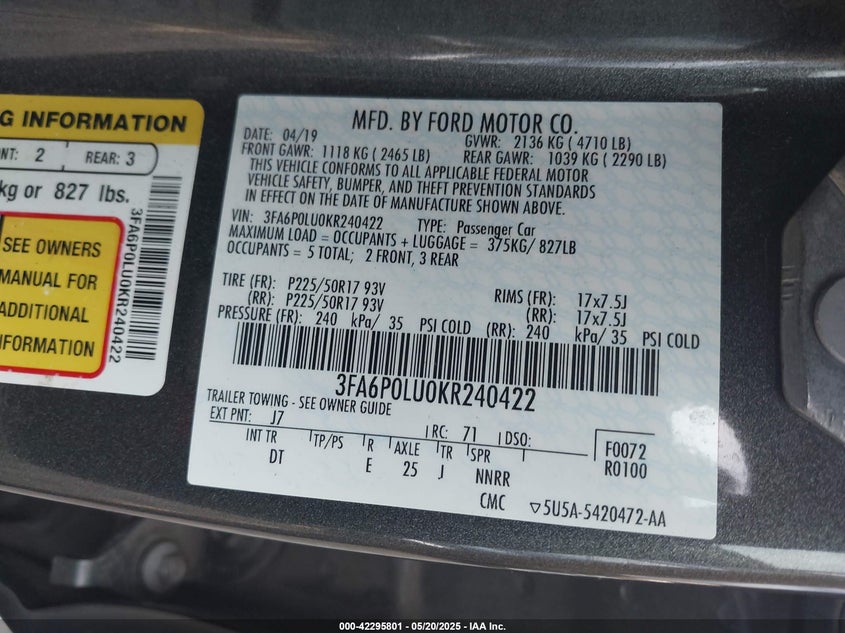 G INFORMATION
NT: 2 REAR: 3
kg or 827 lbs.
SEE OWNERS
MANUAL FOR
ADDITIONAL
INFORMATION
3FA6P0LU0KR240422
MFD. BY FORD MOTOR CO.
DATE: 04/19 GVWR: 2136 KG ( 4710 LB)
FRONT GAWR: 1118 KG ( 2465 LB) REAR GAWR: 1039 KG ( 2290 LB)
THIS VEHICLE CONFORMS TO ALL APPLICABLE FEDERAL MOTOR
VEHICLE SAFETY, BUMPER, AND THEFT PREVENTION STANDARDS
IN EFFECT ON THE DATE OF MANUFACTURE SHOWN ABOVE.
VIN: 3FA6P0LU0KR240422 TYPE: Passenger Car
MAXIMUM LOAD = OCCUPANTS + LUGGAGE = 375KG/ 827LB
OCCUPANTS = 5 TOTAL; 2 FRONT, 3 REAR
TIRE (FR): P225/50R17 93V RIMS (FR): 17x7.5J
(RR): P225/50R17 93V (RR): 17x7.5J
PRESSURE (FR): 240 kPa/ 35 PSI COLD (RR): 240 kPa/ 35 PSI COLD
3FA6P0LU0KR240422
TRAILER TOWING - SEE OWNER GUIDE
EXT PNT: J7 RC: 71 DSO: F0072
INT TR TP/PS R AXLE TR SPR R0100
DT E 25 J NNRR
CMC ▽5U5A-5420472-AA
000-42295801 - 05/20/2025 - IAA Inc.